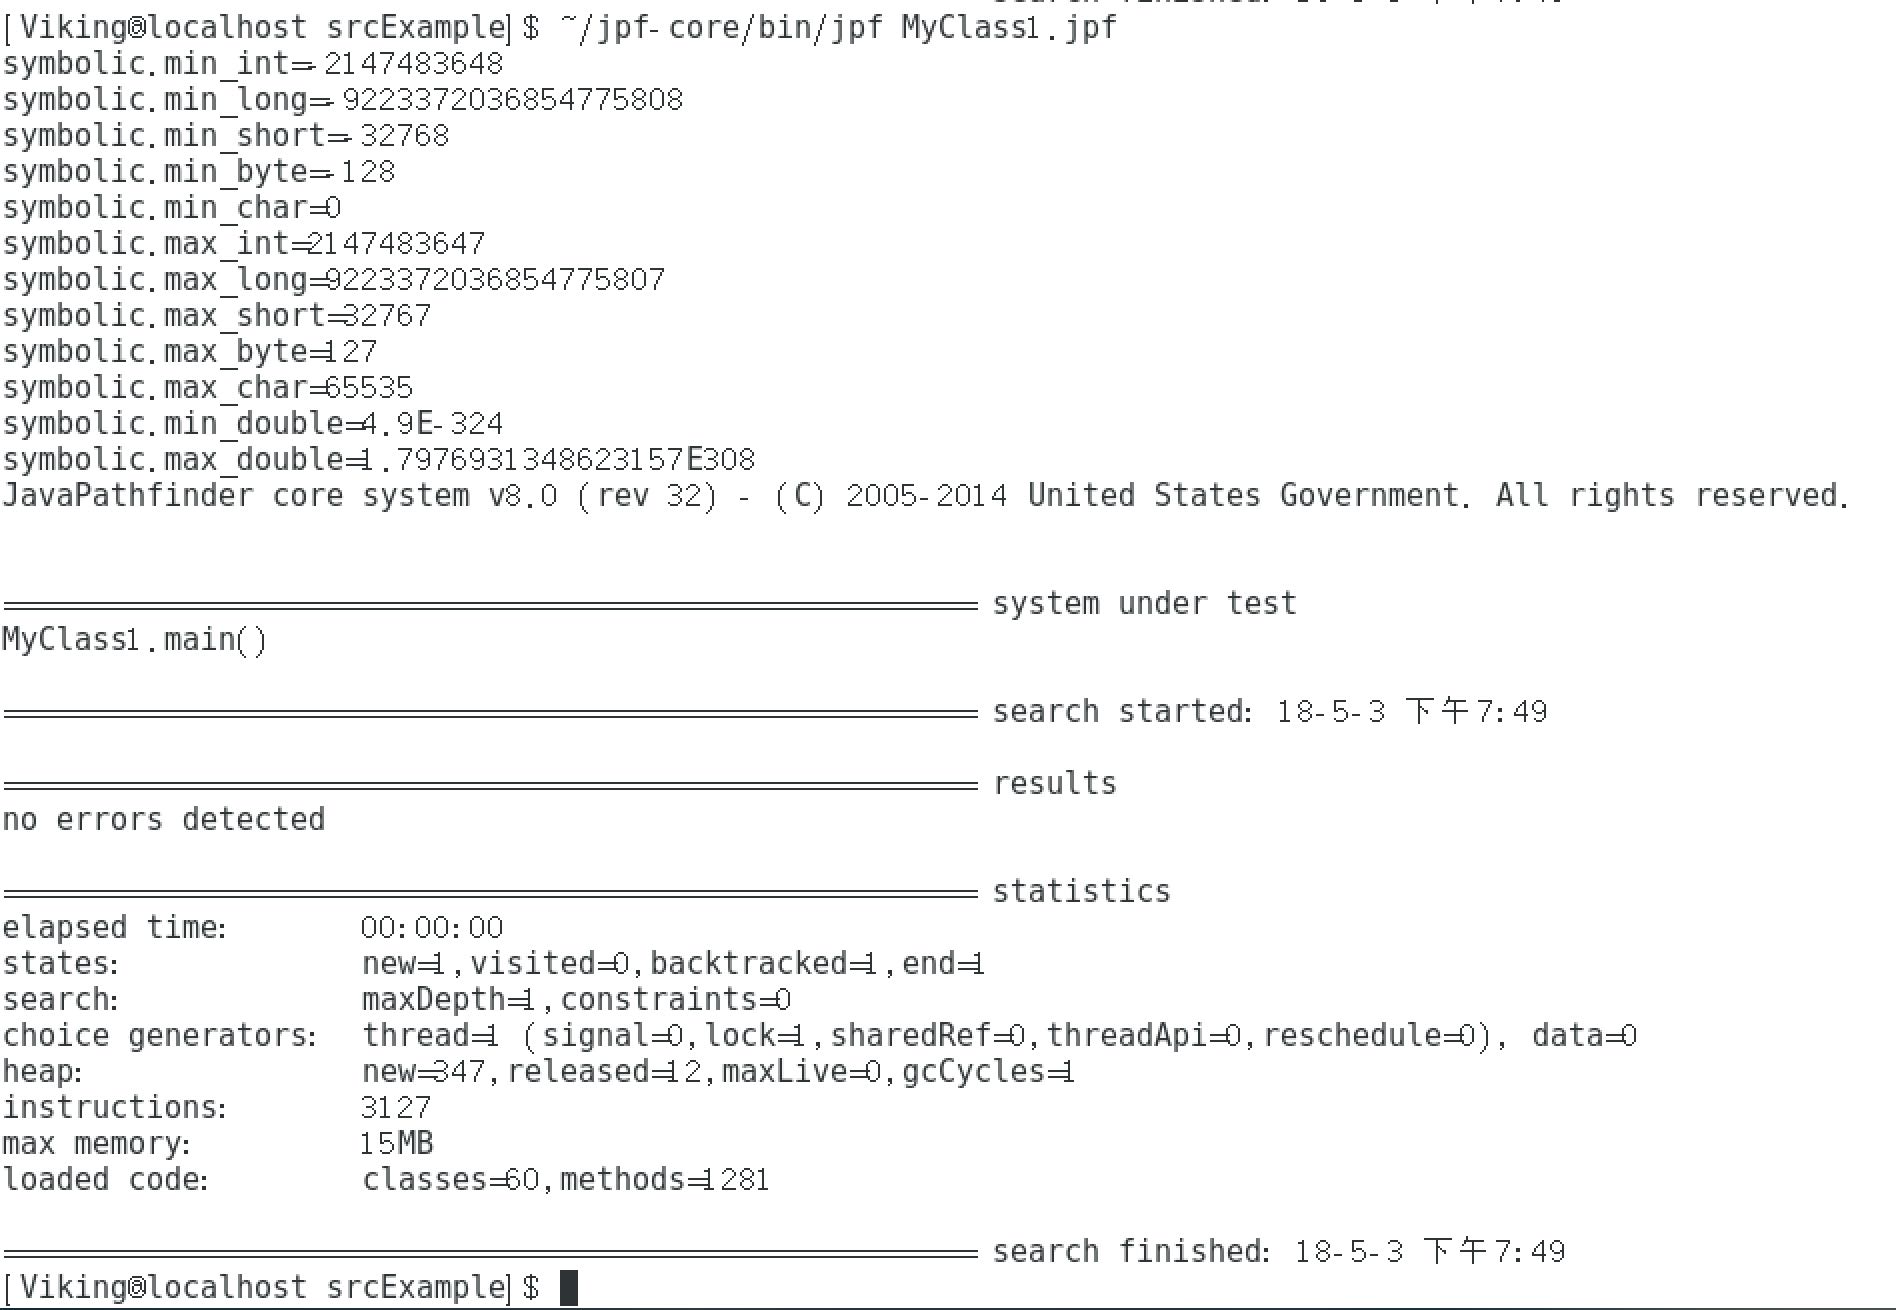 [Viking@localhost srcExample]$ ~/jpf-core/bin/jpf MyClass1.jpf
symbolic.min_int=-2147483648
symbolic.min_long=-9223372036854775808
symbolic.min_short=-32768
symbolic.min_byte=-128
symbolic.min_char=0
symbolic.max_int=2147483647
symbolic.max_long=9223372036854775807
symbolic.max_short=32767
symbolic.max_byte=127
symbolic.max_char=65535
symbolic.min_double=4.9E-324
symbolic.max_double=1.7976931348623157E308
JavaPathfinder core system v8.0 (rev 32) - (C) 2005-2014 United States Government. All rights reserved.
====================================================== system under test
MyClass1.main()
====================================================== search started: 18-5-3 下午7:49
====================================================== results
no errors detected
====================================================== statistics
elapsed time: 00:00:00
states: new=1,visited=0,backtracked=1,end=1
search: maxDepth=1,constraints=0
choice generators: thread=1 (signal=0,lock=1,sharedRef=0,threadApi=0,reschedule=0), data=0
heap: new=347,released=12,maxLive=0,gcCycles=1
instructions: 3127
max memory: 15MB
loaded code: classes=60,methods=1281
====================================================== search finished: 18-5-3 下午7:49
[Viking@localhost srcExample]$